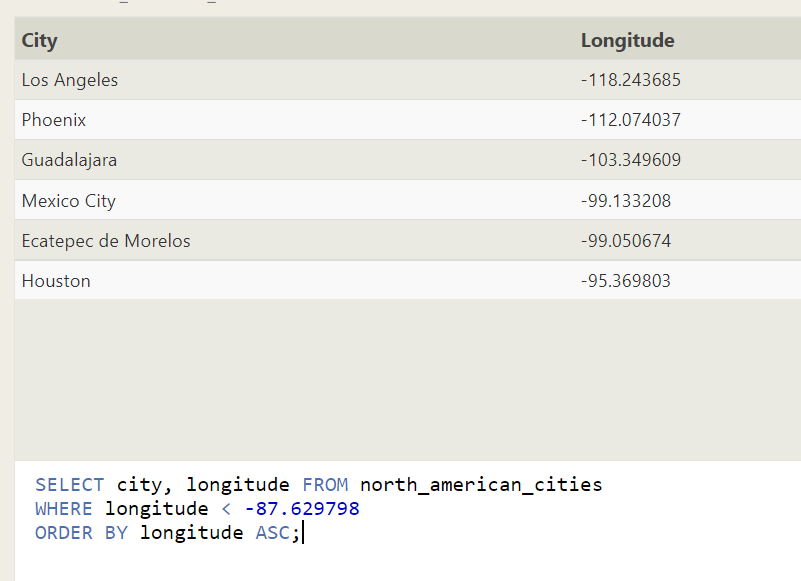 City Longitude
Los Angeles -118.243685
Phoenix -112.074037
Guadalajara -103.349609
Mexico City -99.133208
Ecatepec de Morelos -99.050674
Houston -95.369803
SELECT city, longitude FROM north_american_cities
WHERE longitude < -87.629798
ORDER BY longitude ASC;